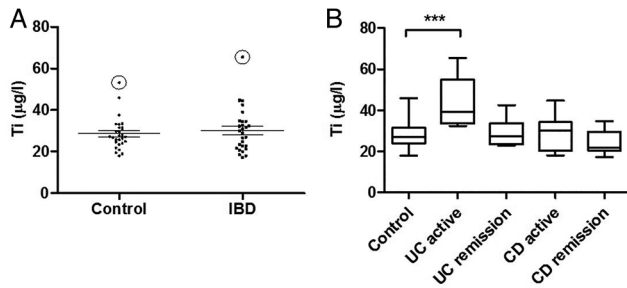 A
Ti (µg/l)
80
60
40
20
0
Control
IBD
B
Ti (µg/l)
80
60
40
20
0
***
Control
UC active
UC remission
CD active
CD remission